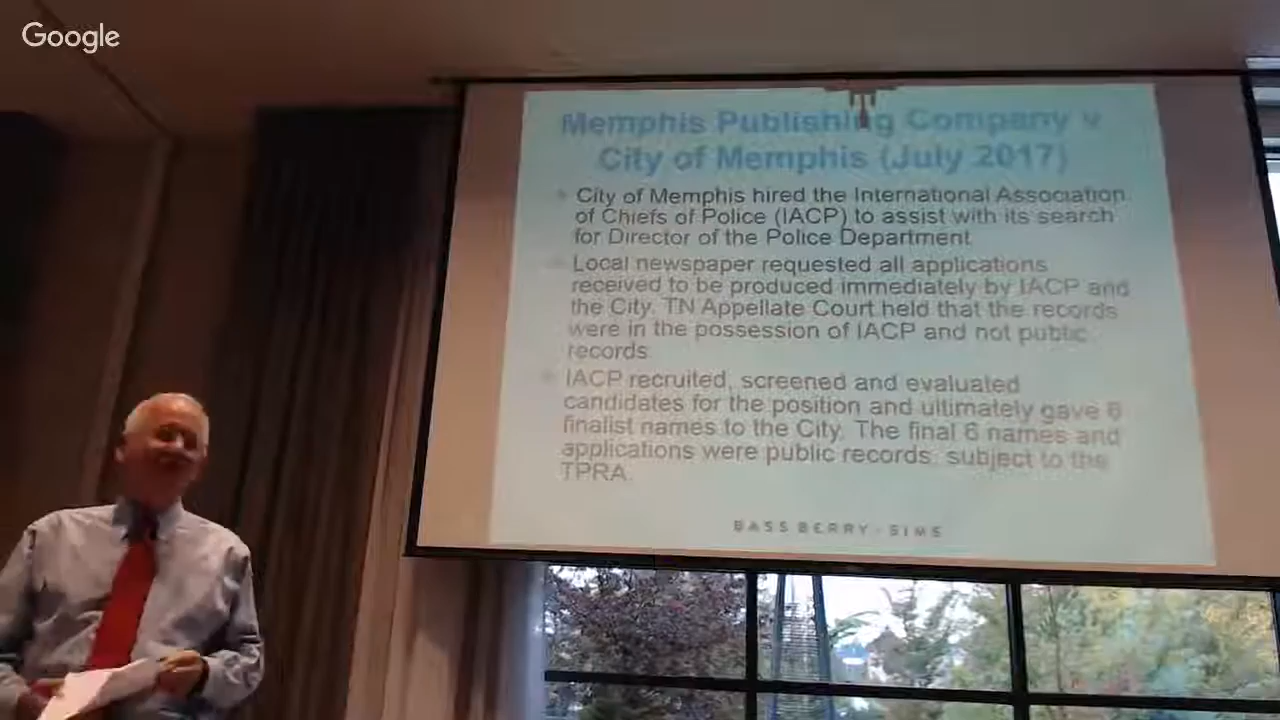 Google
Memphis Publishing Company v
City of Memphis (July 2017)
City of Memphis hired the International Association
of Chiefs of Police (IACP) to assist with its search
for Director of the Police Department
Local newspaper requested all applications
received to be produced immediately by IACP and
the City. TN Appellate Court held that the records
were in the possession of IACP and not public
records
IACP recruited, screened and evaluated
candidates for the position and ultimately gave 6
finalist names to the City. The final 6 names and
applications were public records, subject to the
TPRA.
BASS BERRY + SIMS